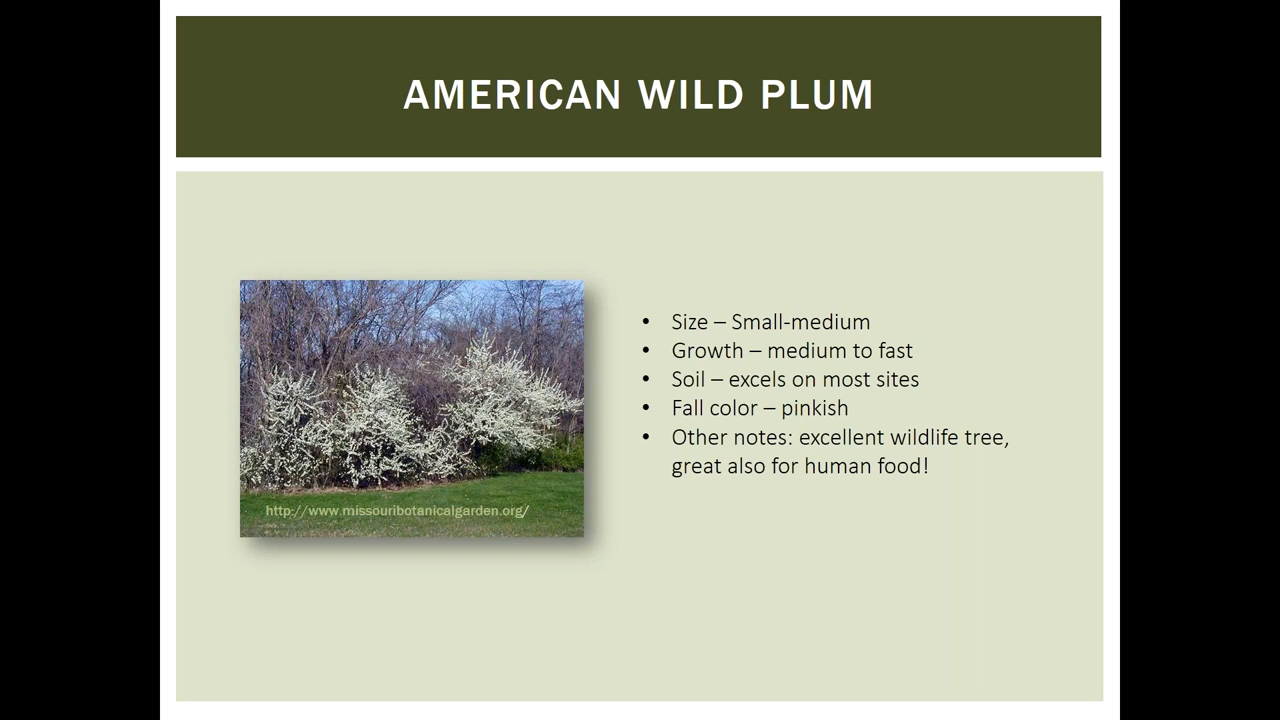 AMERICAN WILD PLUM
http://www.missouribotanicalgarden.org/
• Size – Small-medium
• Growth – medium to fast
• Soil – excels on most sites
• Fall color – pinkish
• Other notes: excellent wildlife tree,
great also for human food!